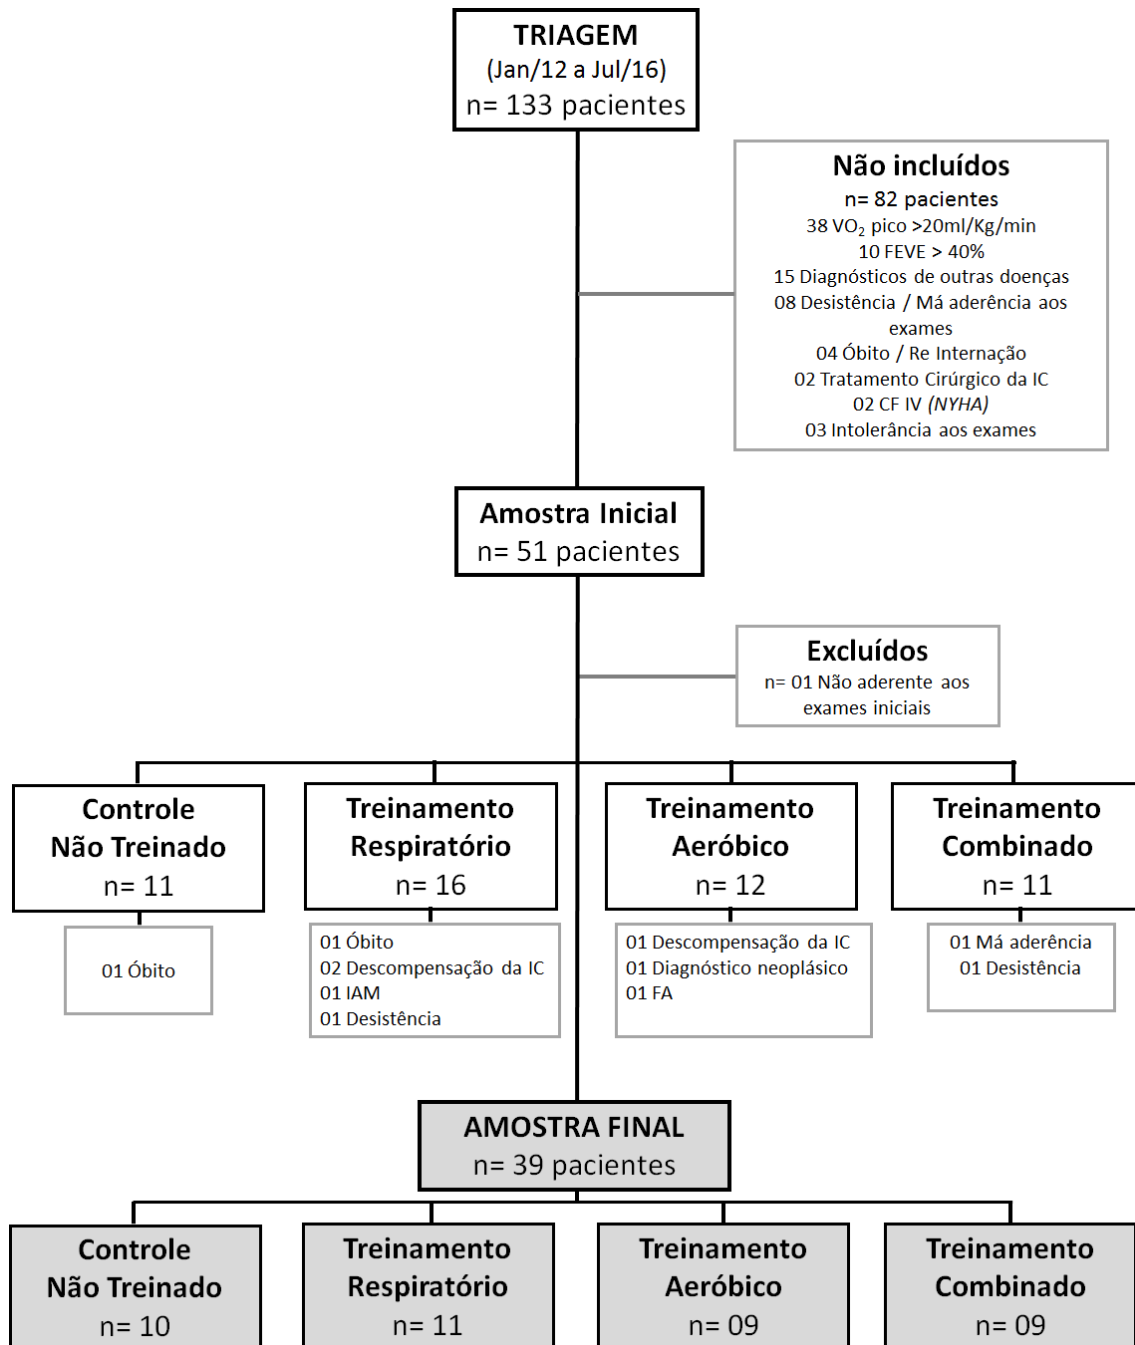 TRIAGEM
(Jan/12 a Jul/16)
n= 133 pacientes
Não incluídos
n= 82 pacientes
38 VO₂ pico >20ml/Kg/min
10 FEVE > 40%
15 Diagnósticos de outras doenças
08 Desistência / Má aderência aos
exames
04 Óbito / Re Internação
02 Tratamento Cirúrgico da IC
02 CF IV (NYHA)
03 Intolerância aos exames
Amostra Inicial
n= 51 pacientes
Excluídos
n= 01 Não aderente aos
exames iniciais
Controle
Não Treinado
n= 11
Treinamento
Respiratório
n= 16
Treinamento
Aeróbico
n= 12
Treinamento
Combinado
n= 11
01 Óbito
01 Óbito
02 Descompensação da IC
01 IAM
01 Desistência
01 Descompensação da IC
01 Diagnóstico neoplásico
01 FA
01 Má aderência
01 Desistência
AMOSTRA FINAL
n= 39 pacientes
Controle
Não Treinado
n= 10
Treinamento
Respiratório
n= 11
Treinamento
Aeróbico
n= 09
Treinamento
Combinado
n= 09